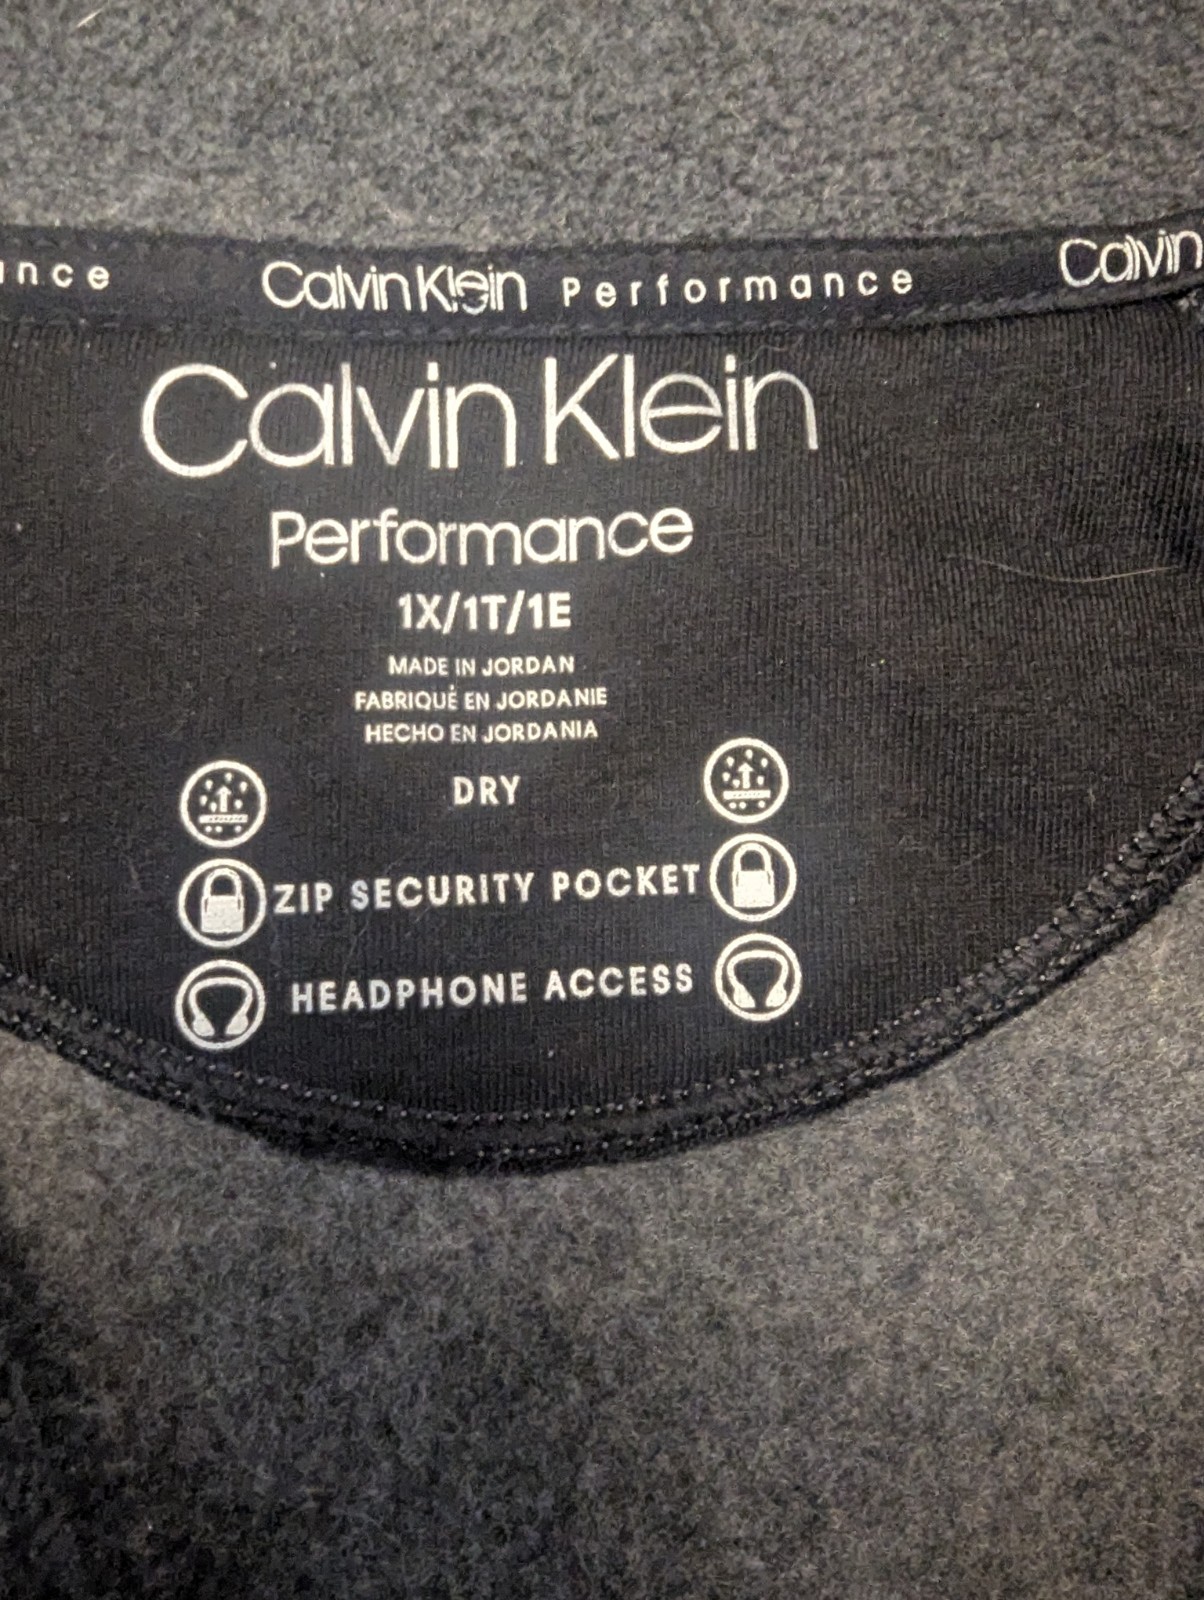 nce Calvin Klein Performance Calvin
Calvin Klein
Performance
1X/1T/1E
MADE IN JORDAN
FABRIQUÉ EN JORDANIE
HECHO EN JORDANIA
DRY
ZIP SECURITY POCKET
HEADPHONE ACCESS